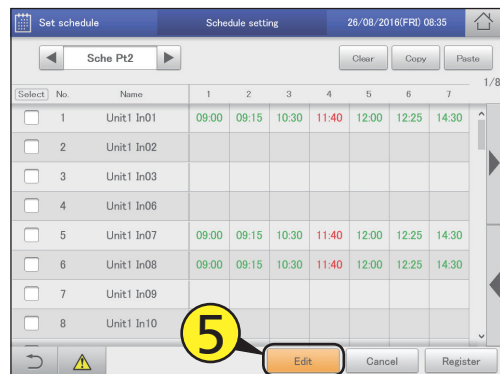 Set schedule Schedule setting 26/08/2016(FRI) 08:35
Sche Pt2 Clear Copy Paste
1/8
Select No. Name 1 2 3 4 5 6 7
1 Unit1 In01 09:00 09:15 10:30 11:40 12:00 12:25 14:30
2 Unit1 In02
3 Unit1 In03
4 Unit1 In06
5 Unit1 In07 09:00 09:15 10:30 11:40 12:00 12:25 14:30
6 Unit1 In08 09:00 09:15 10:30 11:40 12:00 12:25 14:30
7 Unit1 In09
8 Unit1 In10
5
Edit Cancel Register